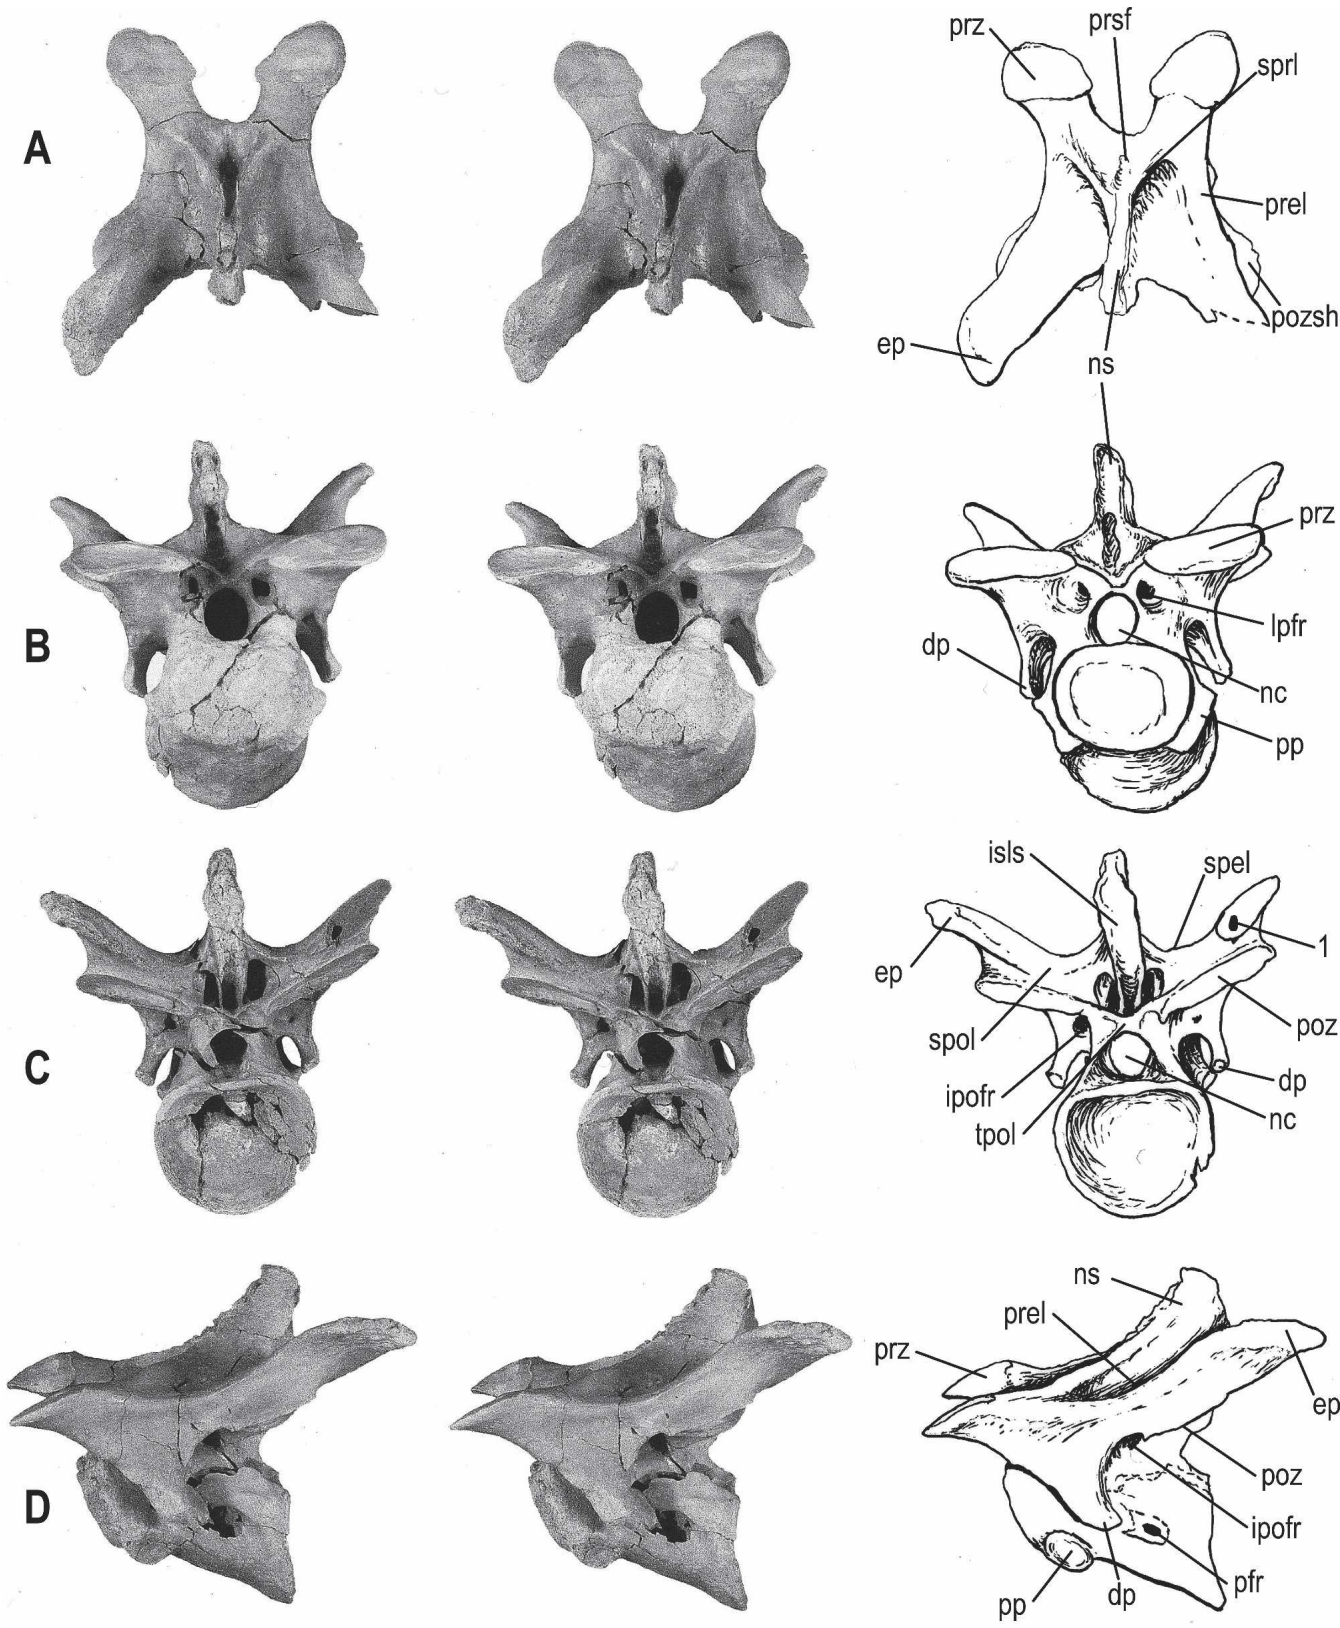 prz
prsf
sprl
A
prel
pozsh
ep
ns
prz
lpfr
B
dp
nc
pp
isls
spel
1
ep
spol
poz
C
dp
ipofr
nc
tpol
ns
prel
prz
ep
poz
D
ipofr
pfr
pp
dp